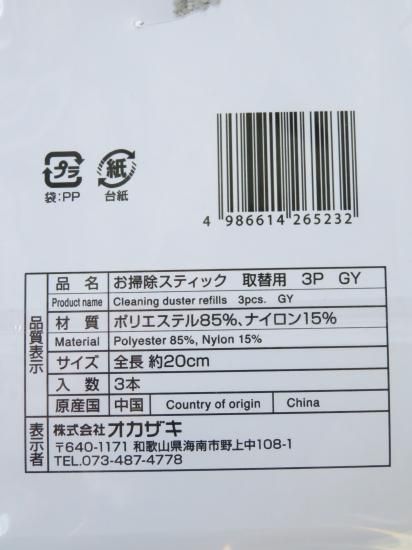 プラ
袋:PP
紙
台紙
4 986614 265232
品質表示
品 名 お掃除スティック 取替用 3P GY
Product name Cleaning duster refills 3pcs. GY
材 質 ポリエステル85%、ナイロン15%
Material Polyester 85%, Nylon 15%
サイズ 全長 約20cm
入 数 3本
原産国 中国 Country of origin China
表示者
株式会社オカザキ
〒640-1171 和歌山県海南市野上中108-1
TEL.073-487-4778